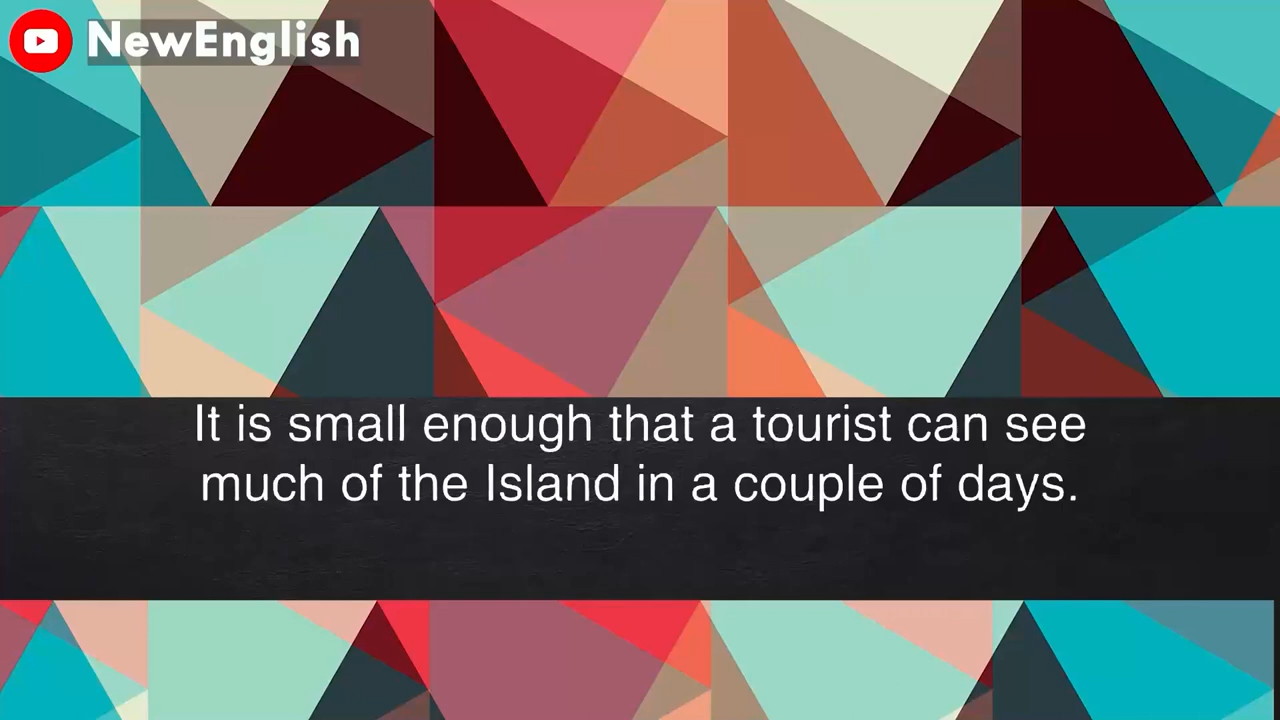 NewEnglish
It is small enough that a tourist can see
much of the Island in a couple of days.